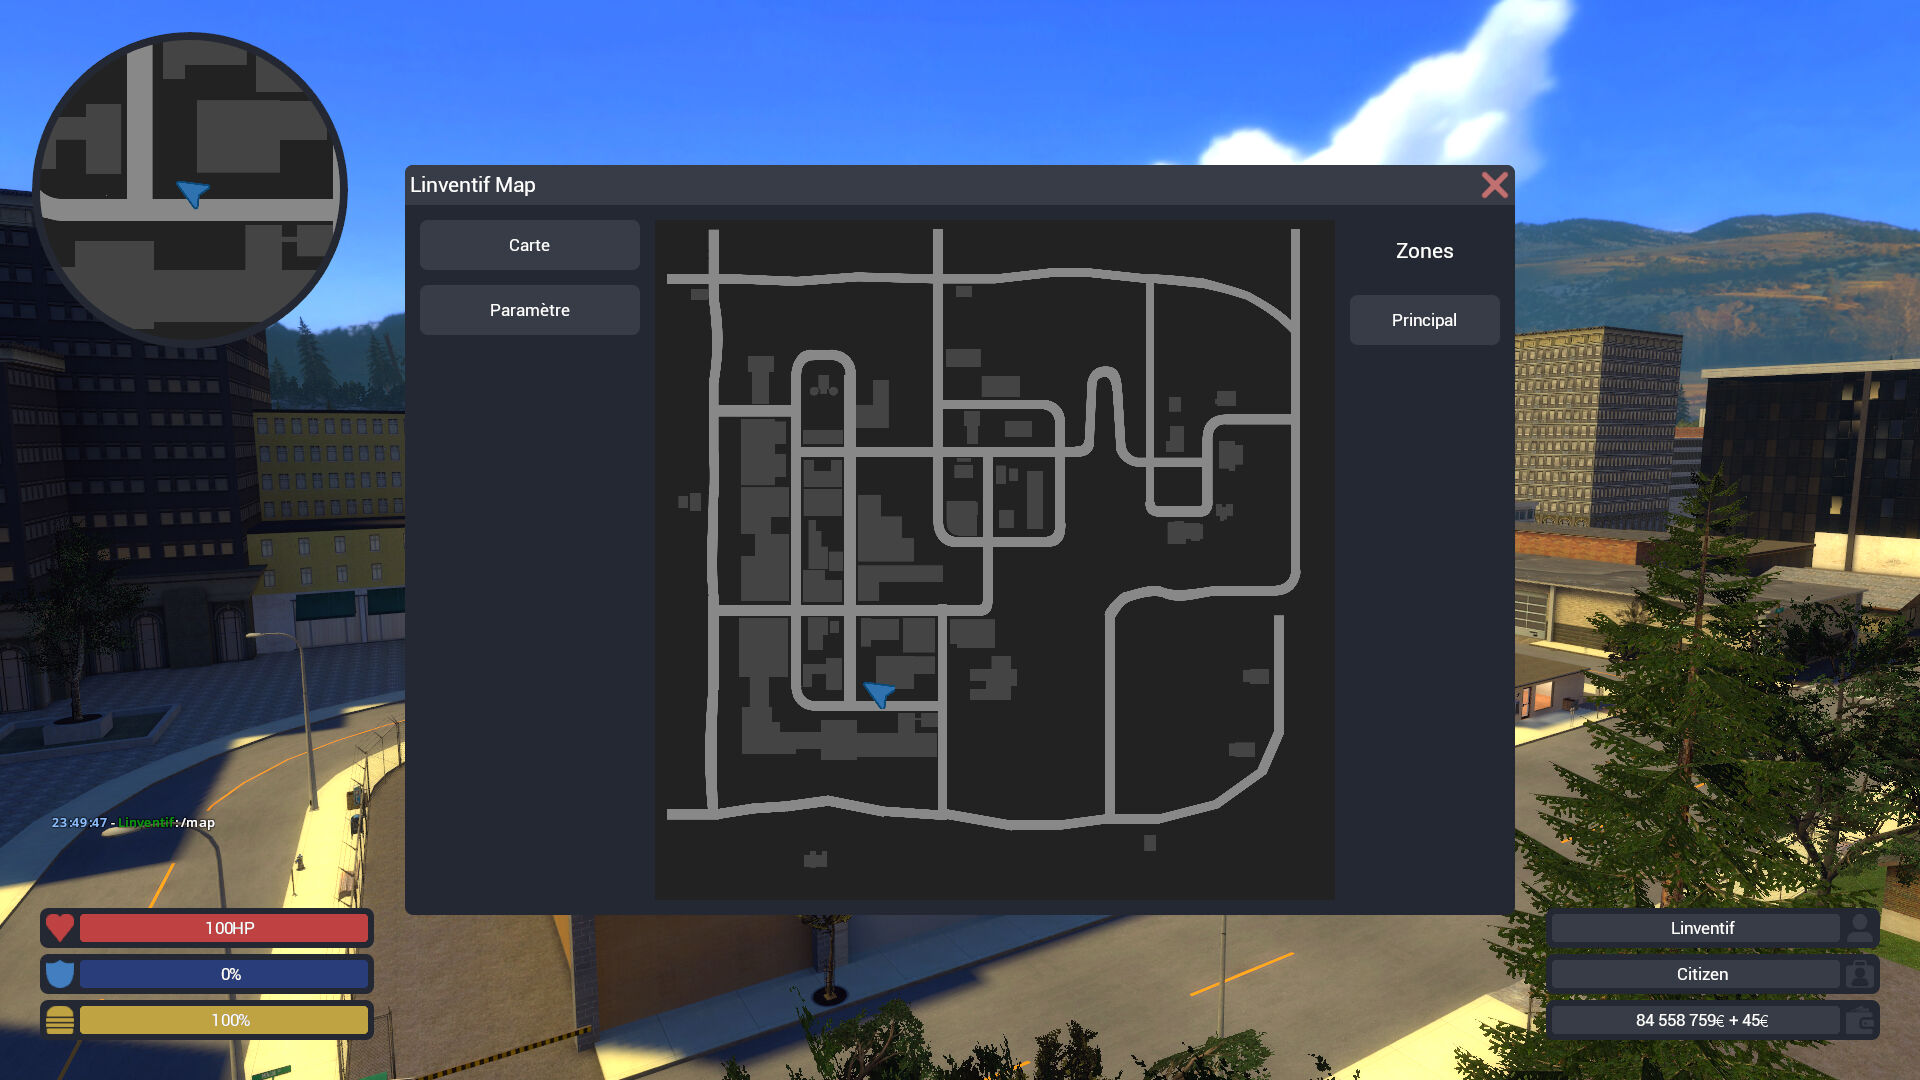 Linventif Map
Carte
Paramètre
Zones
Principal
23:49:47 - Linventif: /map
100HP
0%
100%
Linventif
Citizen
84 558 759€ + 45€